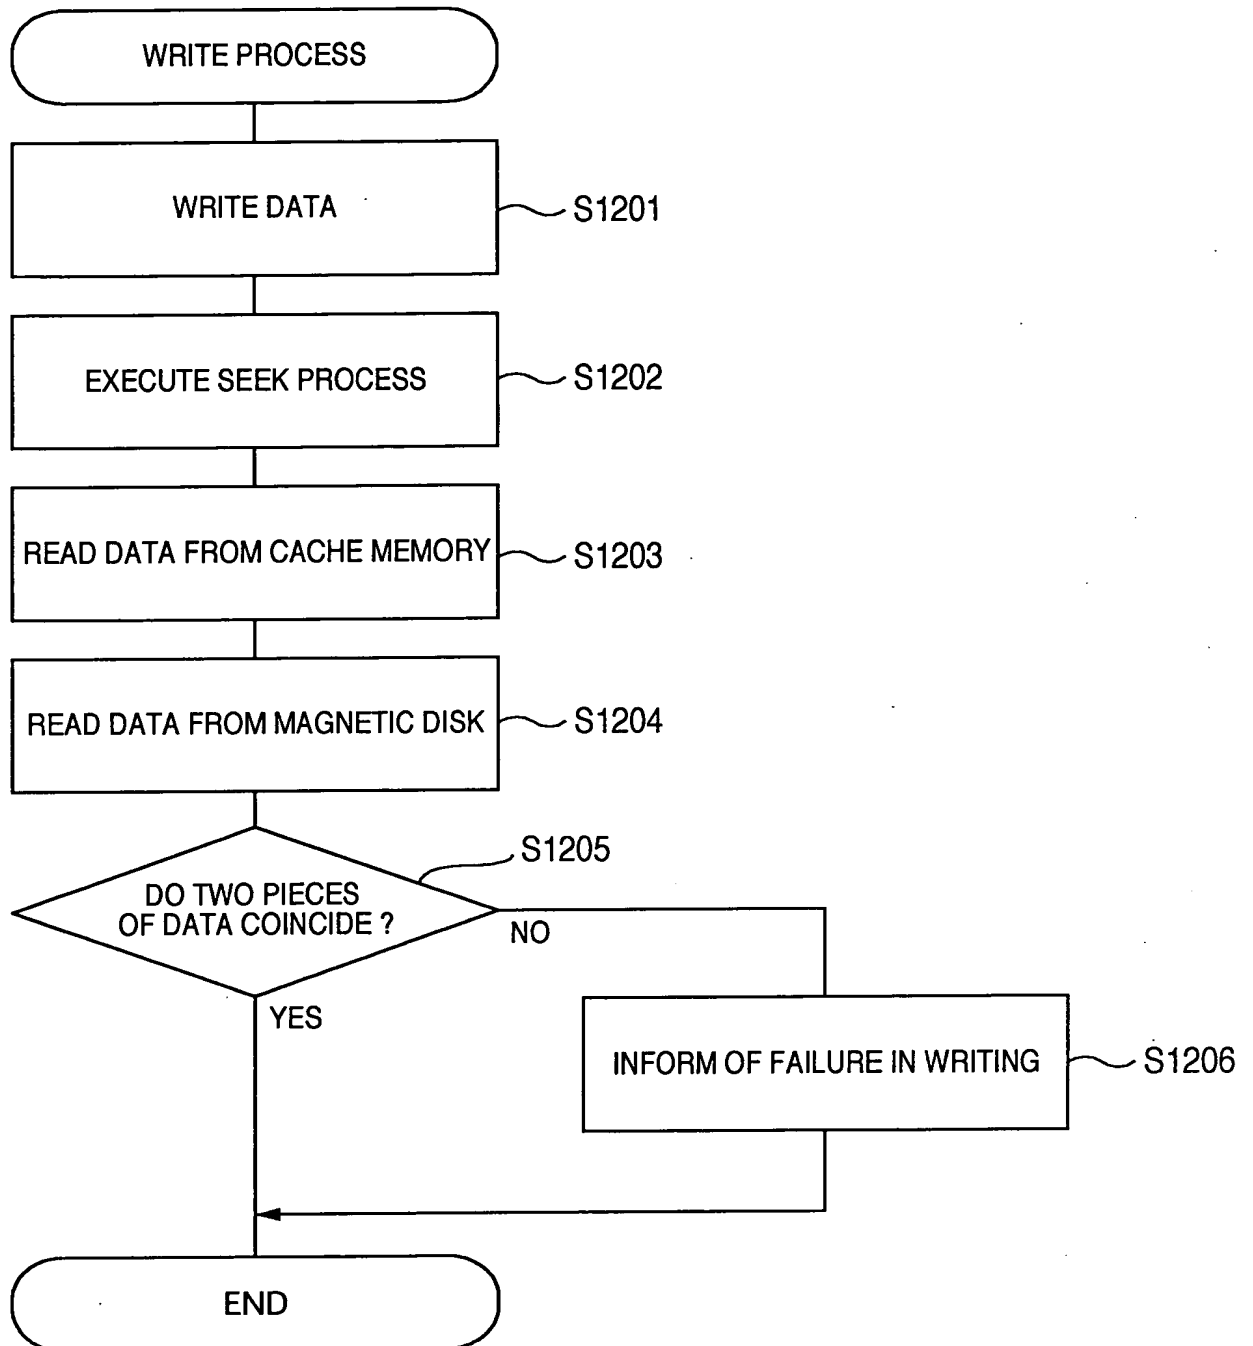 WRITE PROCESS
WRITE DATA
S1201
EXECUTE SEEK PROCESS
S1202
READ DATA FROM CACHE MEMORY
S1203
READ DATA FROM MAGNETIC DISK
S1204
S1205
DO TWO PIECES
OF DATA COINCIDE ?
NO
YES
INFORM OF FAILURE IN WRITING
S1206
END